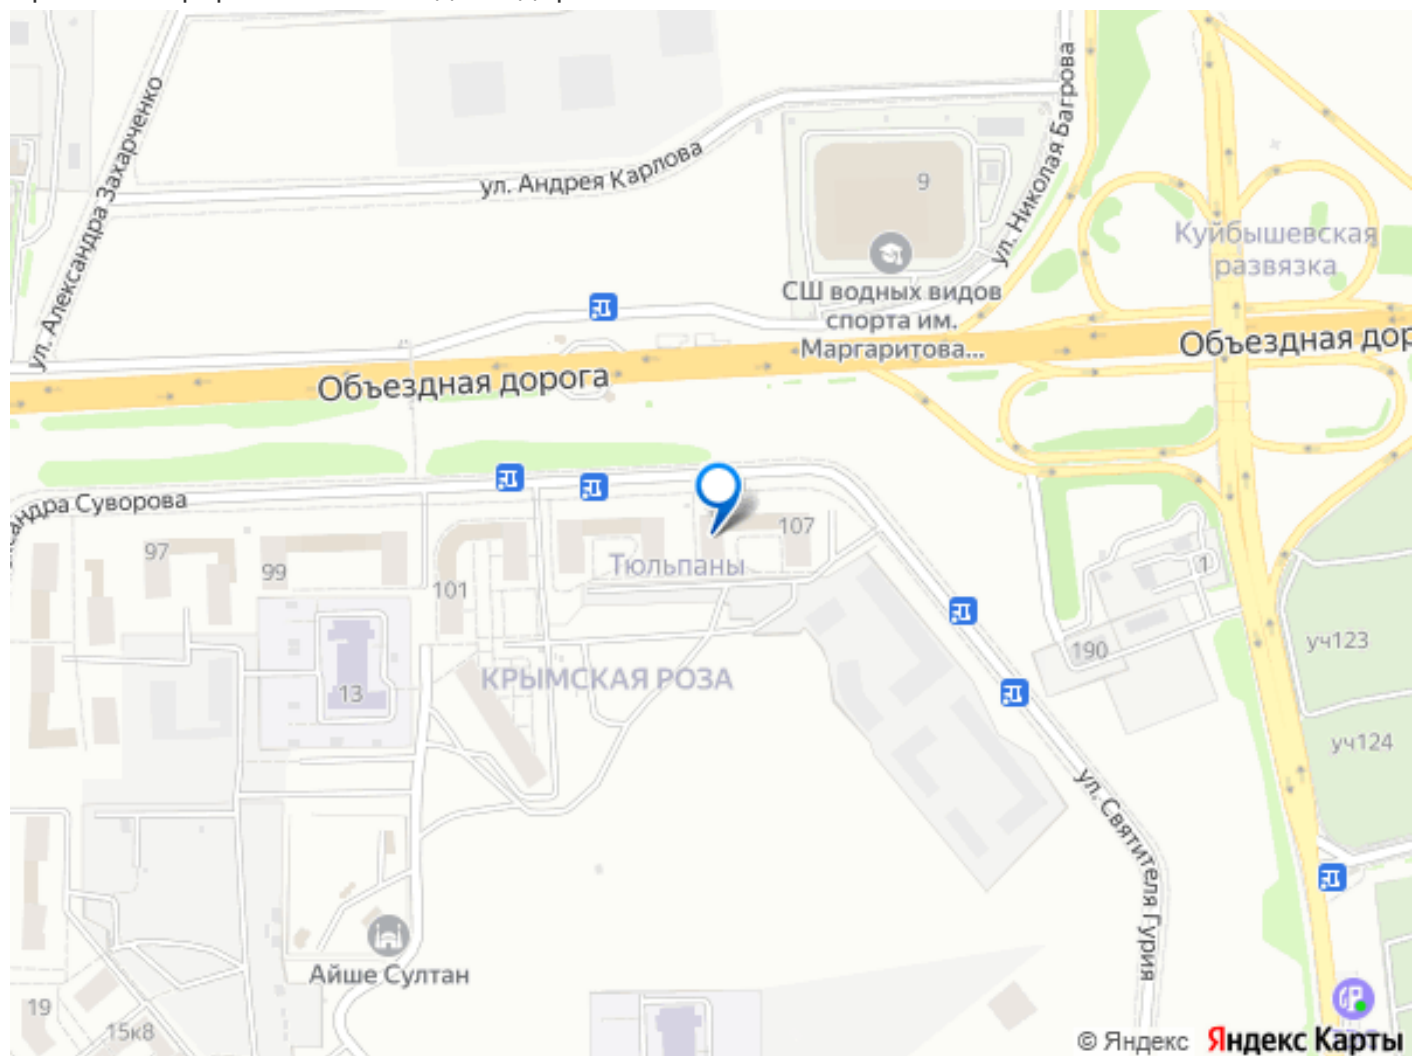 ул. Александра Захарченко
ул. Андрея Карлова
ул. Николая Багрова
9
Куйбышевская
развязка
СШ водных видов
спорта им.
Маргаритова...
Объездная дорога
Объездная дор
Суворова
97
99
101
107
Тюльпаны
1
190
уч123
13
КРЫМСКАЯ РОЗА
уч124
ул. Святителя Гурия
Айше Султан
19
15к8
© Яндекс Яндекс Карты